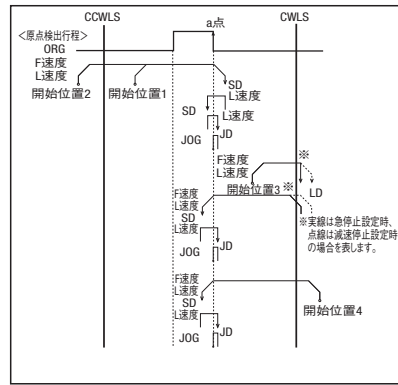 CCWLS
a点
CWLS
<原点検出行程>
ORG
F速度
L速度
開始位置2
開始位置1
SD
L速度
SD
L速度
JOG
JD
F速度
L速度
※
開始位置3
※
LD
F速度
L速度
SD
※実線は急停止設定時、
点線は減速停止設定時
の場合を表します。
L速度
JOG
JD
F速度
L速度
SD
開始位置4
L速度
JOG
JD